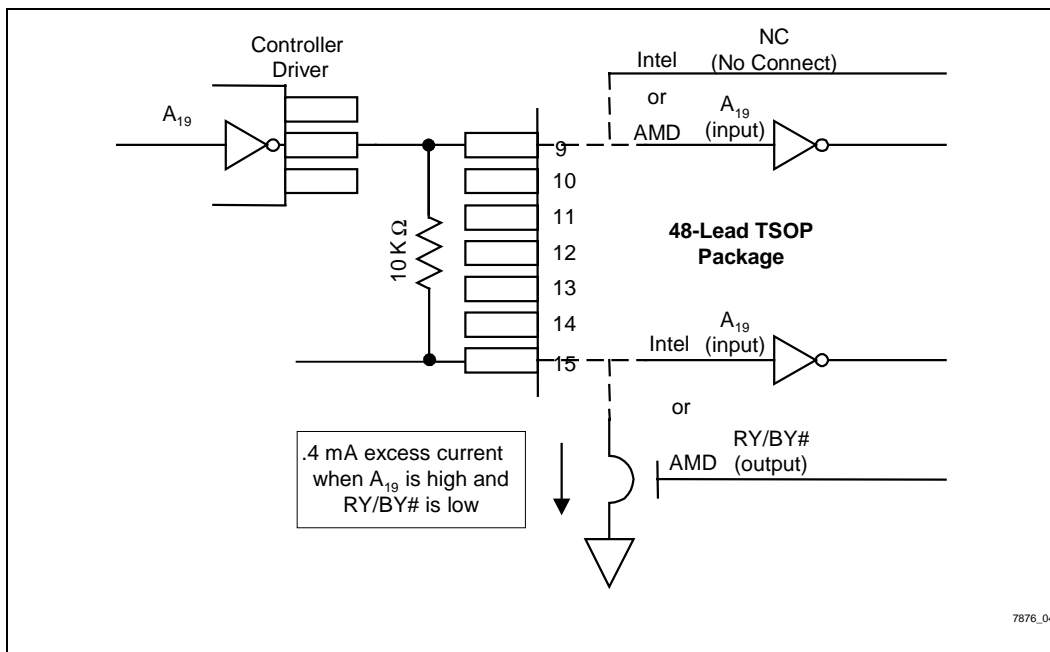 Controller
Driver
A19
10 K Ω
9
10
11
12
13
14
15
NC
Intel (No Connect)
or
A19
AMD (input)
48-Lead TSOP
Package
A19
Intel (input)
or
RY/BY#
AMD (output)
.4 mA excess current
when A19 is high and
RY/BY# is low
7876_04